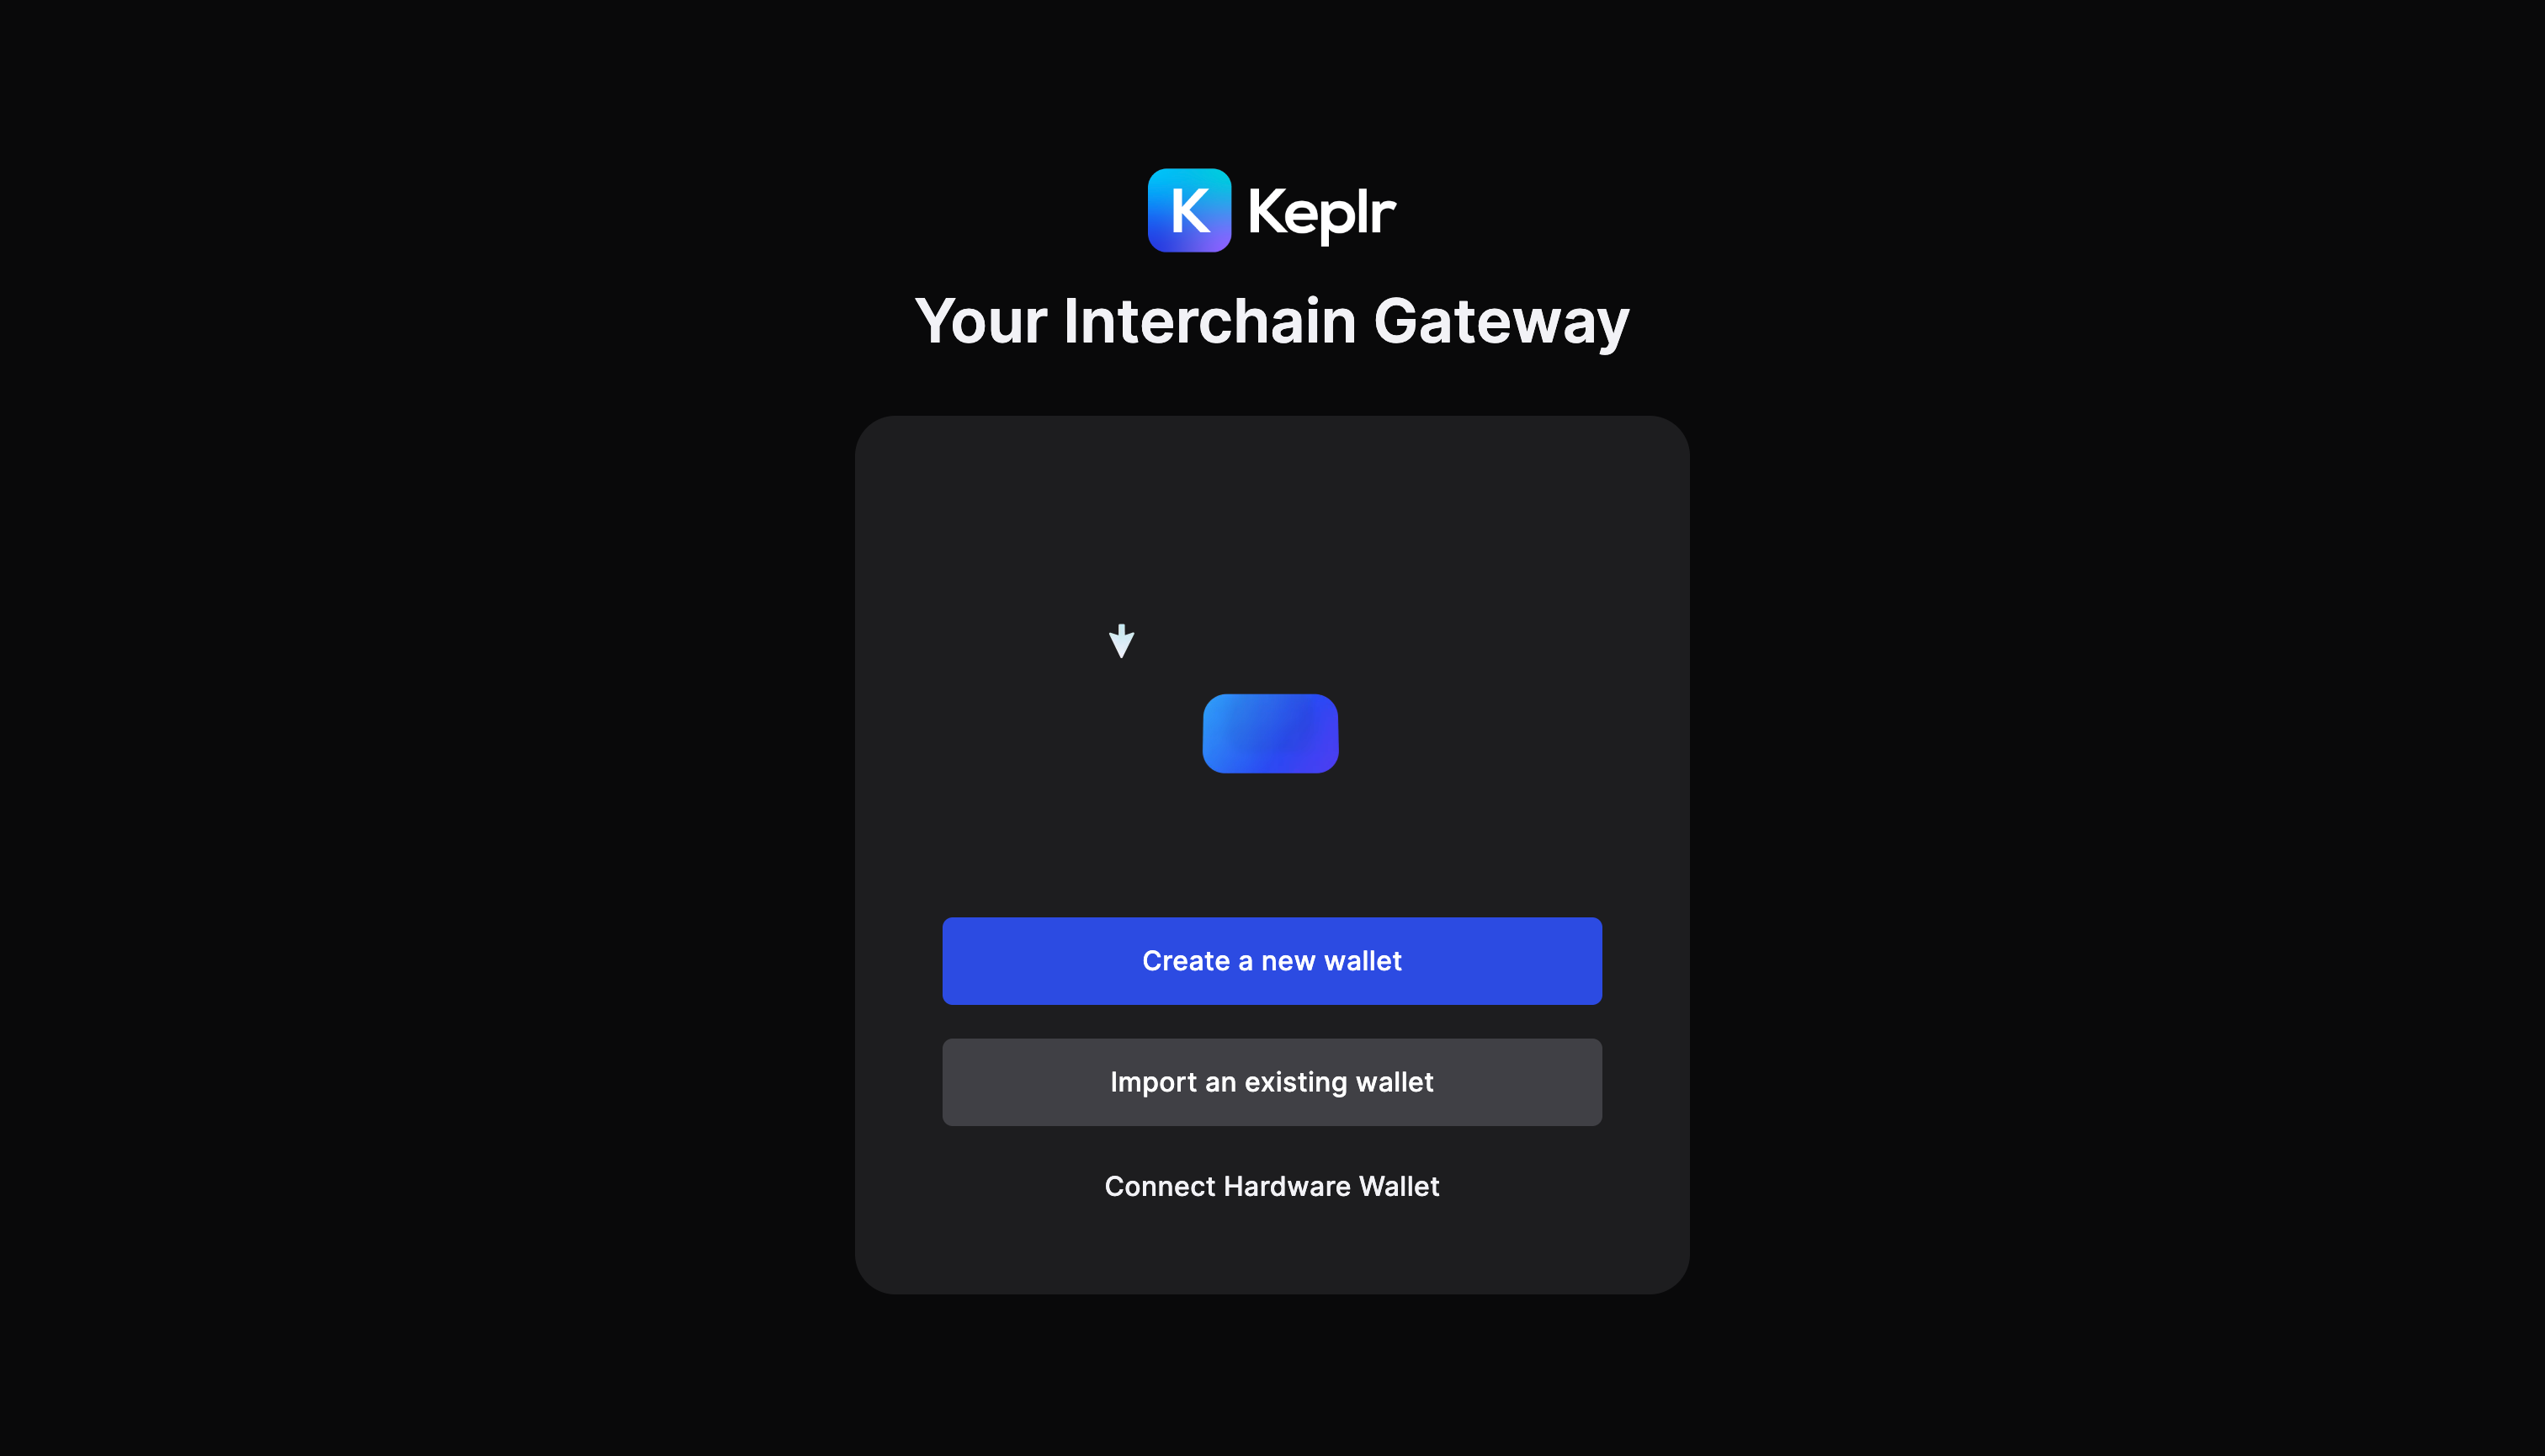 K Keplr
Your Interchain Gateway
Create a new wallet
Import an existing wallet
Connect Hardware Wallet